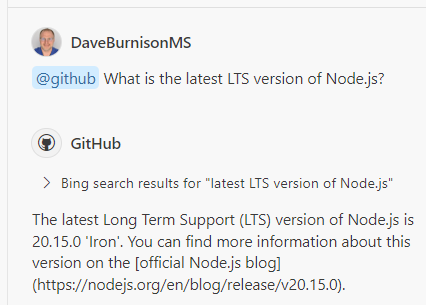 DaveBurnisonMS
@github What is the latest LTS version of Node.js?
GitHub
> Bing search results for "latest LTS version of Node.js"
The latest Long Term Support (LTS) version of Node.js is
20.15.0 'Iron'. You can find more information about this
version on the [official Node.js blog]
(https://nodejs.org/en/blog/release/v20.15.0).